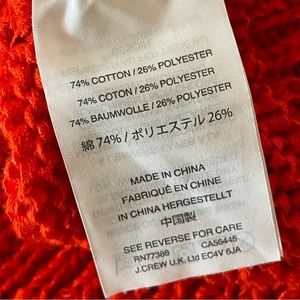 74% COTTON / 26% POLYESTER
74% COTON / 26% POLYESTER
74% BAUMWOLLE / 26% POLYESTER
綿 74% / ポリエステル 26%
MADE IN CHINA
FABRIQUÉ EN CHINE
IN CHINA HERGESTELLT
中国製
SEE REVERSE FOR CARE
RN77388 CA56445
J.CREW U.K. Ltd EC4V 6JA